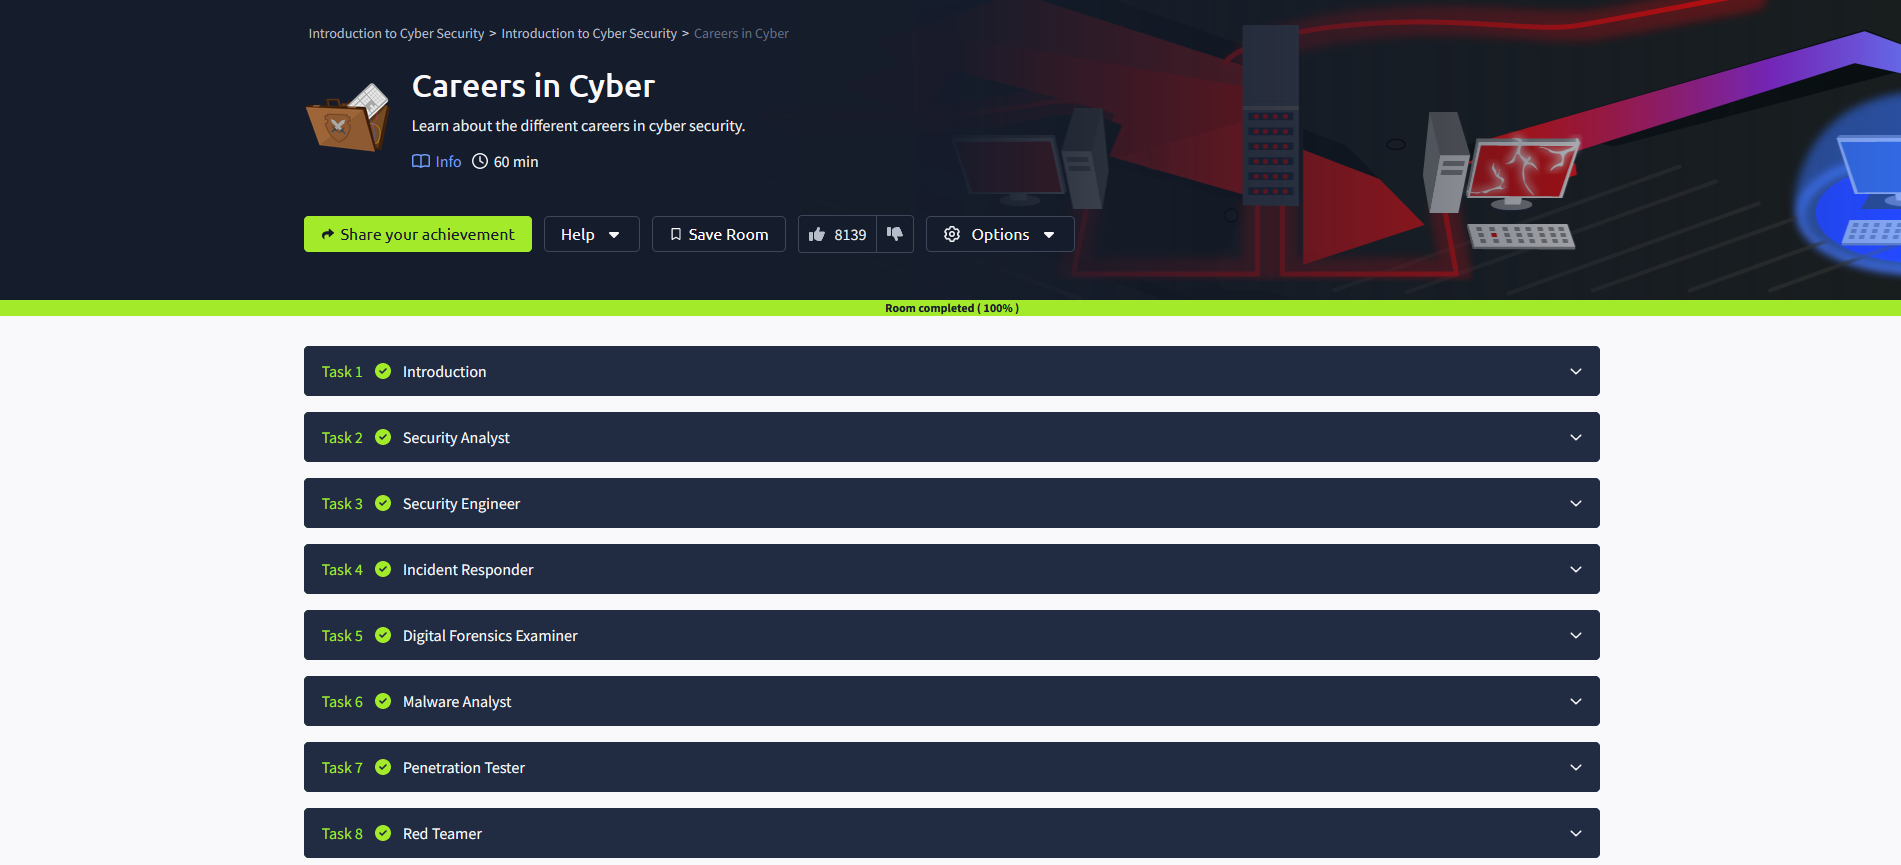 Introduction to Cyber Security > Introduction to Cyber Security > Careers in Cyber
Careers in Cyber
Learn about the different careers in cyber security.
Info 60 min
Share your achievement Help Save Room 8139 Options
Room completed ( 100% )
Task 1 Introduction
Task 2 Security Analyst
Task 3 Security Engineer
Task 4 Incident Responder
Task 5 Digital Forensics Examiner
Task 6 Malware Analyst
Task 7 Penetration Tester
Task 8 Red Teamer